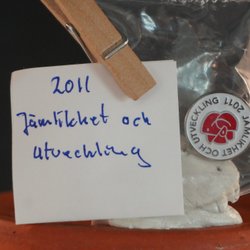 2011
Jämlikhet och
utveckling
JÄMLIKHET OCH UTVECKLING 2011